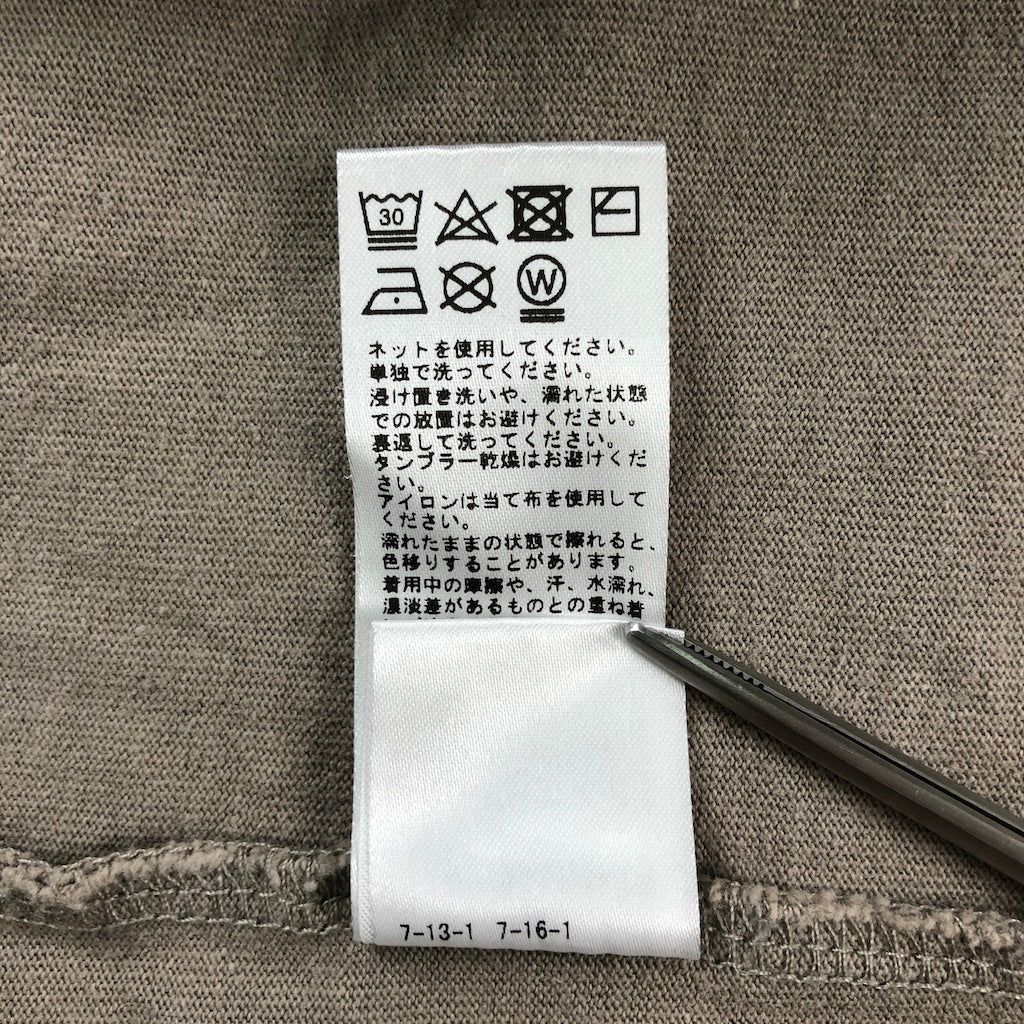 30
W
ネットを使用してください。
単独で洗ってください。
浸け置き洗いや、濡れた状態
での放置はお避けください。
裏返して洗ってください。
タンブラー乾燥はお避けくだ
さい。
アイロンは当て布を使用して
ください。
濡れたままの状態で擦れると、
色移りすることがあります。
着用中の摩擦や、汗、水濡れ、
濃淡差があるものとの重ね着
7-13-1 7-16-1